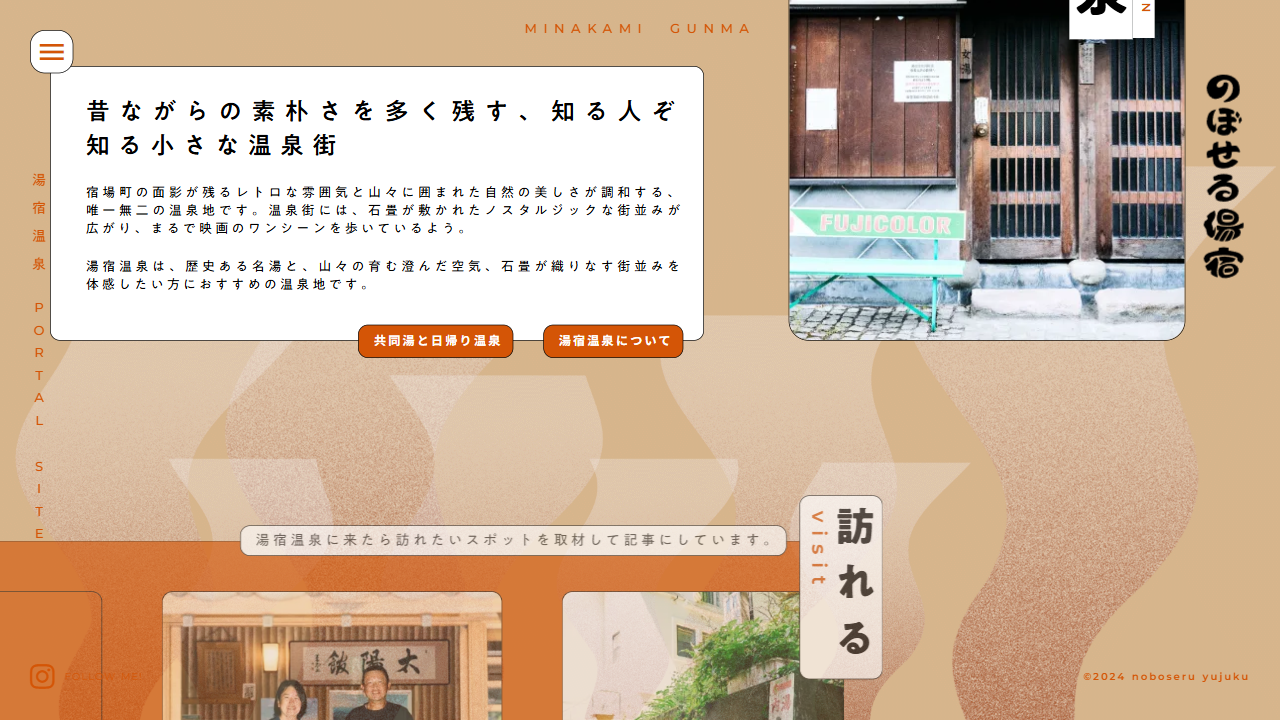 MINAKAMI GUNMA
泉
Z
昔ながらの素朴さを多く残す、知る人ぞ
知る小さな温泉街
宿場町の面影が残るレトロな雰囲気と山々に囲まれた自然の美しさが調和する、
唯一無二の温泉地です。温泉街には、石畳が敷かれたノスタルジックな街並みが
広がり、まるで映画のワンシーンを歩いているよう。
湯宿温泉は、歴史ある名湯と、山々の育む澄んだ空気、石畳が織りなす街並みを
体感したい方におすすめの温泉地です。
共同湯と日帰り温泉
湯宿温泉について
女湯
FUJICOLOR
のぼせる湯宿
湯宿温泉 PORTAL SITE
訪れる
visit
湯宿温泉に来たら訪れたいスポットを取材して記事にしています。
太陽飯
FOLLOW ME!
©2024 noboseru yujuku